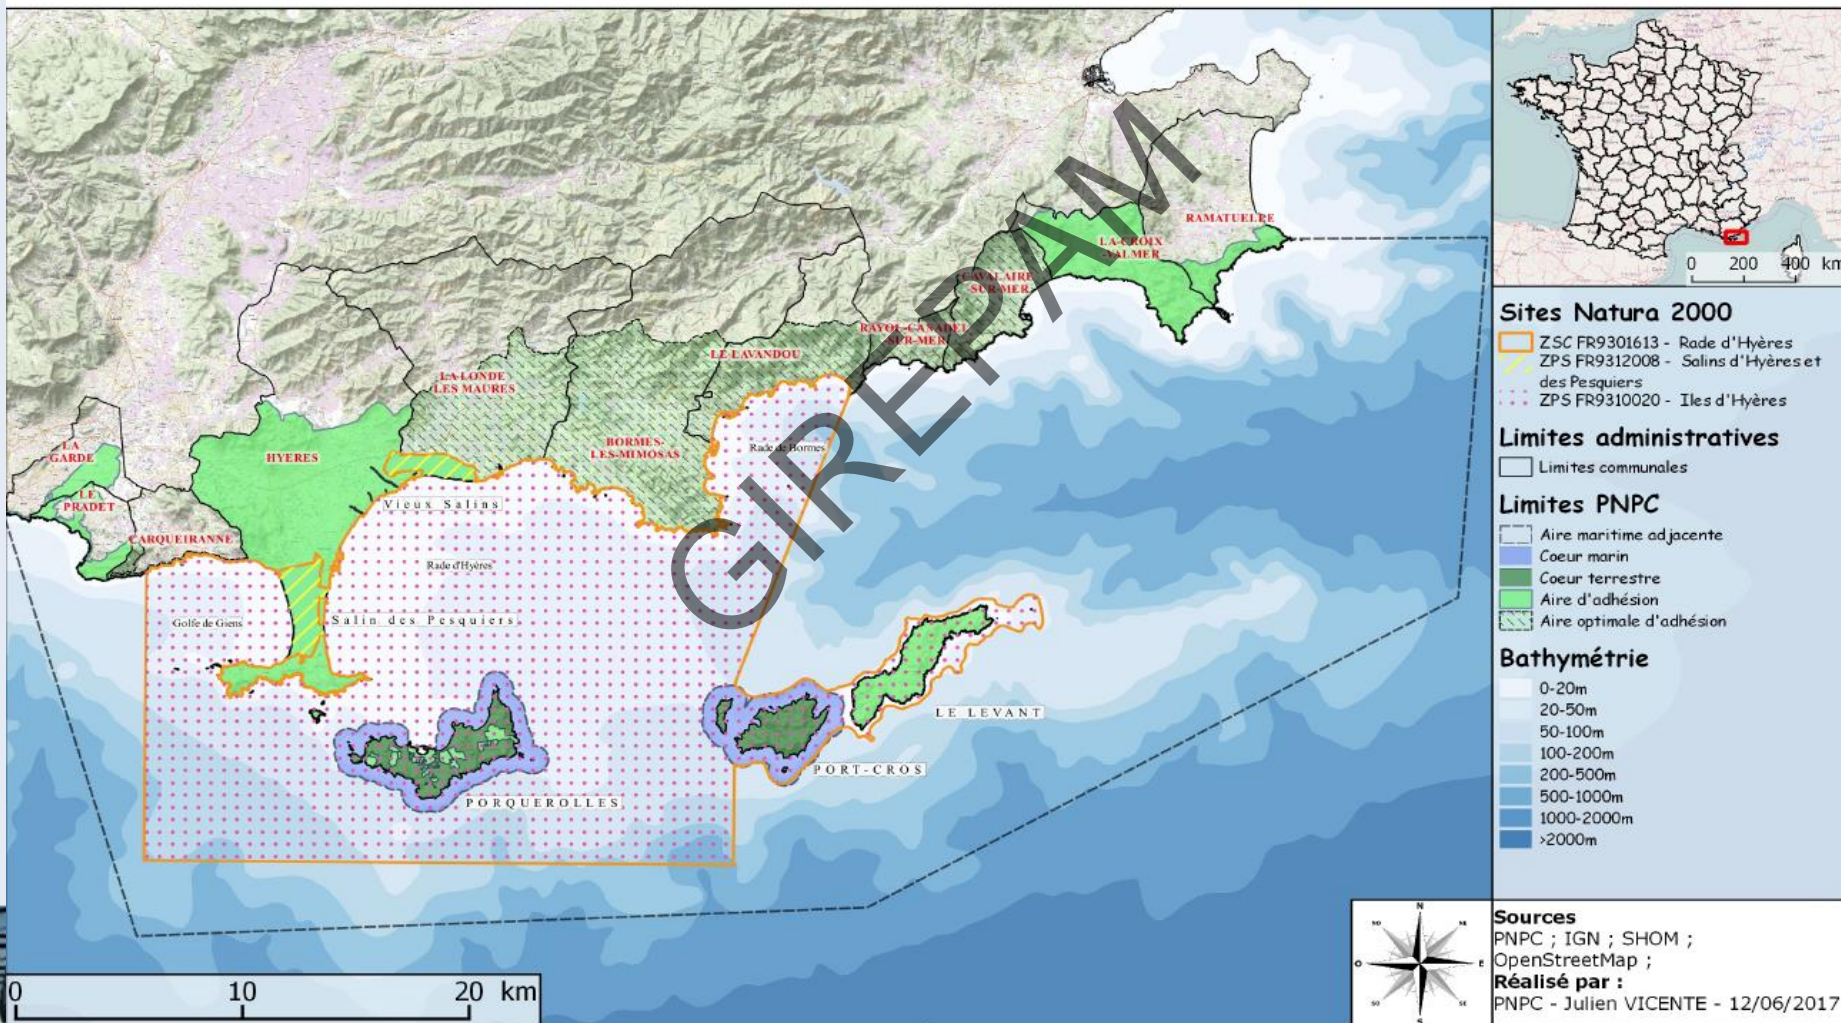 RAMATUELLE
LA CROIX
-VALMER
CAVALAIRE
-SUR-MER
RAYOL-CANADEL
SUR-MER
LE LAVANDOU
LA LONDE
LES MAURES
BORMES-
LES-MIMOSAS
Rade de Bormes
HYERES
LA
GARDE
LE
PRADET
CARQUEIRANNE
Vieux Salins
Rade d'Hyères
Golfe de Giens
Salin des Pesquiers
LE LEVANT
PORT-CROS
PORQUEROLLES
GIREPAM
0 10 20 km
0 200 400 km
Sites Natura 2000
ZSC FR9301613 - Rade d'Hyères
ZPS FR9312008 - Salins d'Hyères et
des Pesquiers
ZPS FR9310020 - Iles d'Hyères
Limites administratives
Limites communales
Limites PNPC
Aire maritime adjacente
Coeur marin
Coeur terrestre
Aire d'adhésion
Aire optimale d'adhésion
Bathymétrie
0-20m
20-50m
50-100m
100-200m
200-500m
500-1000m
1000-2000m
>2000m
N
NO NE
O E
SO SE
S
Sources
PNPC ; IGN ; SHOM ;
OpenStreetMap ;
Réalisé par :
PNPC - Julien VICENTE - 12/06/2017